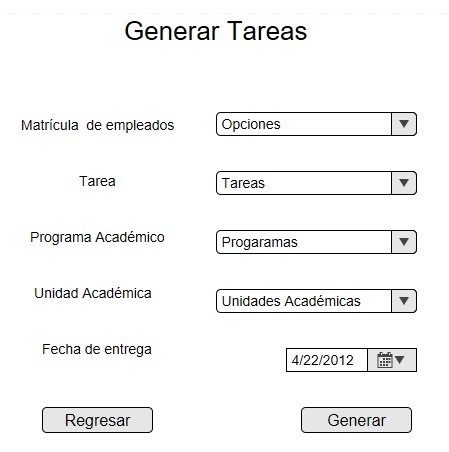 Generar Tareas
Matrícula de empleados
Opciones
Tarea
Tareas
Programa Académico
Progaramas
Unidad Académica
Unidades Académicas
Fecha de entrega
4/22/2012
Regresar
Generar